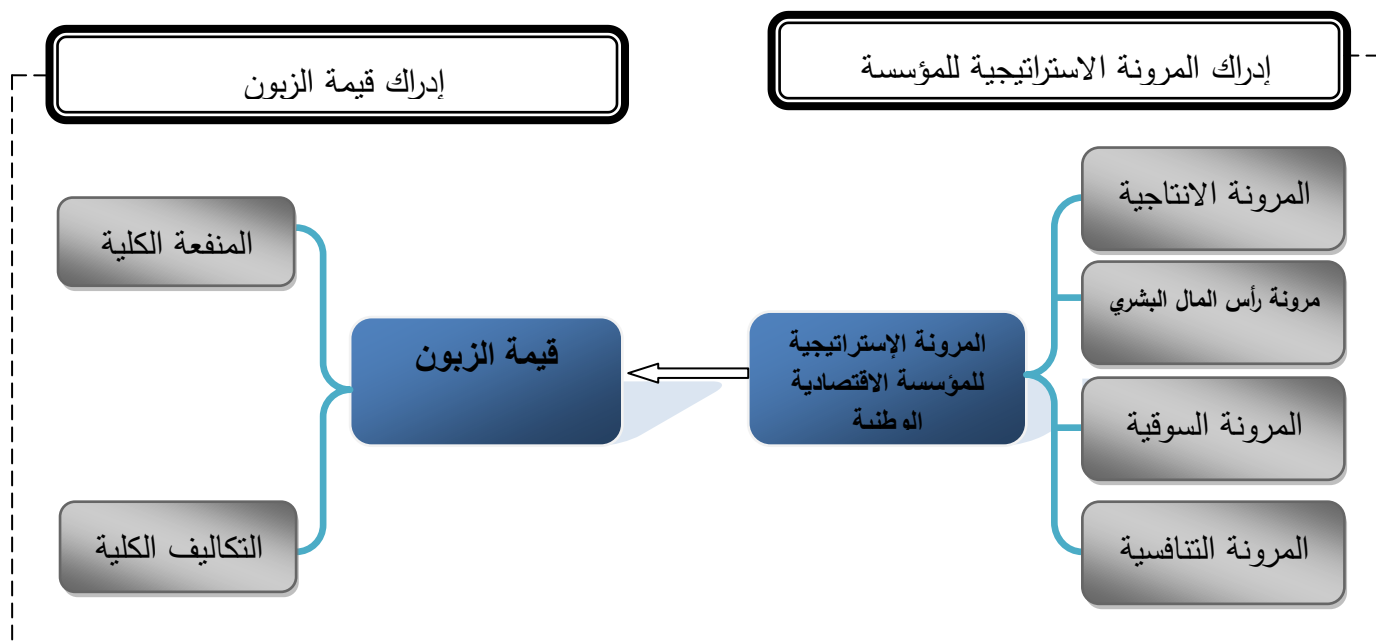 إدراك المرونة الاستراتيجية للمؤسسة
إدراك قيمة الزبون
المرونة الانتاجية
مرونة رأس المال البشري
المرونة السوقية
المرونة التنافسية
المرونة الإستراتيجية
للمؤسسة الاقتصادية
الوطنية
قيمة الزبون
المنفعة الكلية
التكاليف الكلية